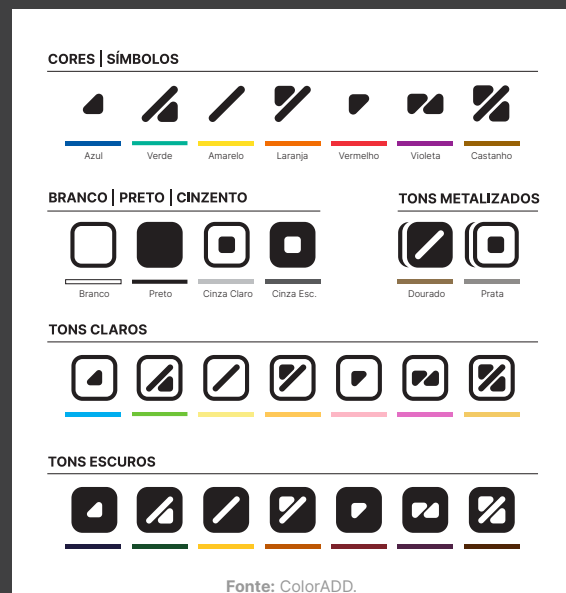 CORES | SÍMBOLOS
Azul Verde Amarelo Laranja Vermelho Violeta Castanho
BRANCO | PRETO | CINZENTO
TONS METALIZADOS
Branco Preto Cinza Claro Cinza Esc.
Dourado Prata
TONS CLAROS
TONS ESCUROS
Fonte: ColorADD.